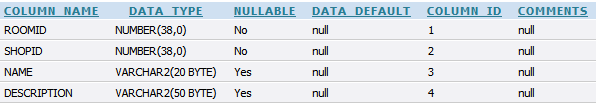 COLUMN_NAME DATA_TYPE NULLABLE DATA_DEFAULT COLUMN_ID COMMENTS
ROOMID NUMBER(38,0) No null 1 null
SHOPID NUMBER(38,0) No null 2 null
NAME VARCHAR2(20 BYTE) Yes null 3 null
DESCRIPTION VARCHAR2(50 BYTE) Yes null 4 null